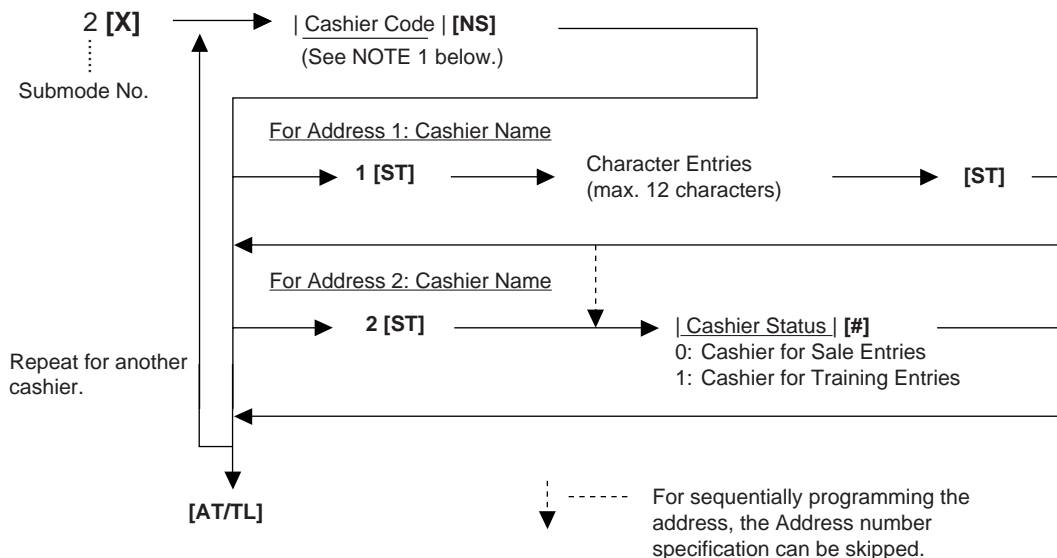 2 [X]
| Cashier Code | [NS]
(See NOTE 1 below.)
Submode No.
For Address 1: Cashier Name
1 [ST]
Character Entries
(max. 12 characters)
[ST]
For Address 2: Cashier Name
2 [ST]
| Cashier Status | [#]
0: Cashier for Sale Entries
1: Cashier for Training Entries
Repeat for another
cashier.
[AT/TL]
For sequentially programming the
address, the Address number
specification can be skipped.